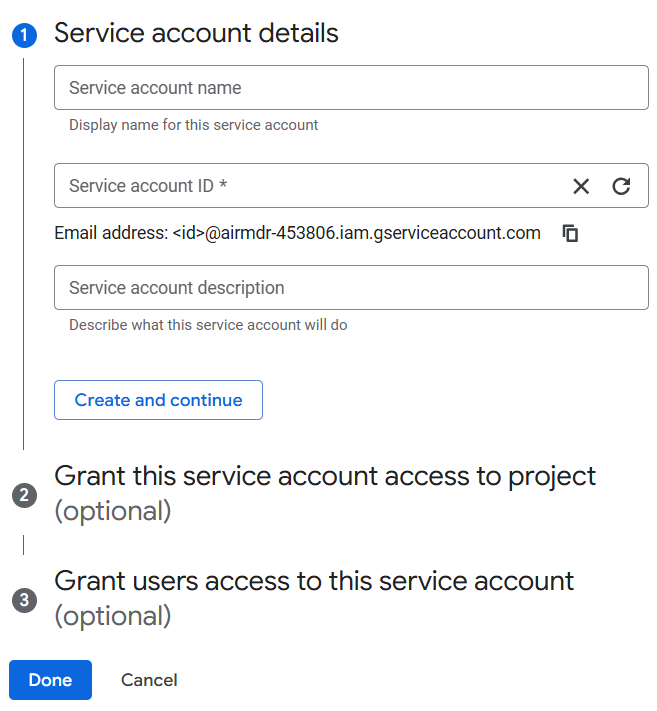 1 Service account details
Service account name
Display name for this service account
Service account ID *
Email address: <id>@airmdr-453806.iam.gserviceaccount.com
Service account description
Describe what this service account will do
Create and continue
2 Grant this service account access to project
(optional)
3 Grant users access to this service account
(optional)
Done Cancel